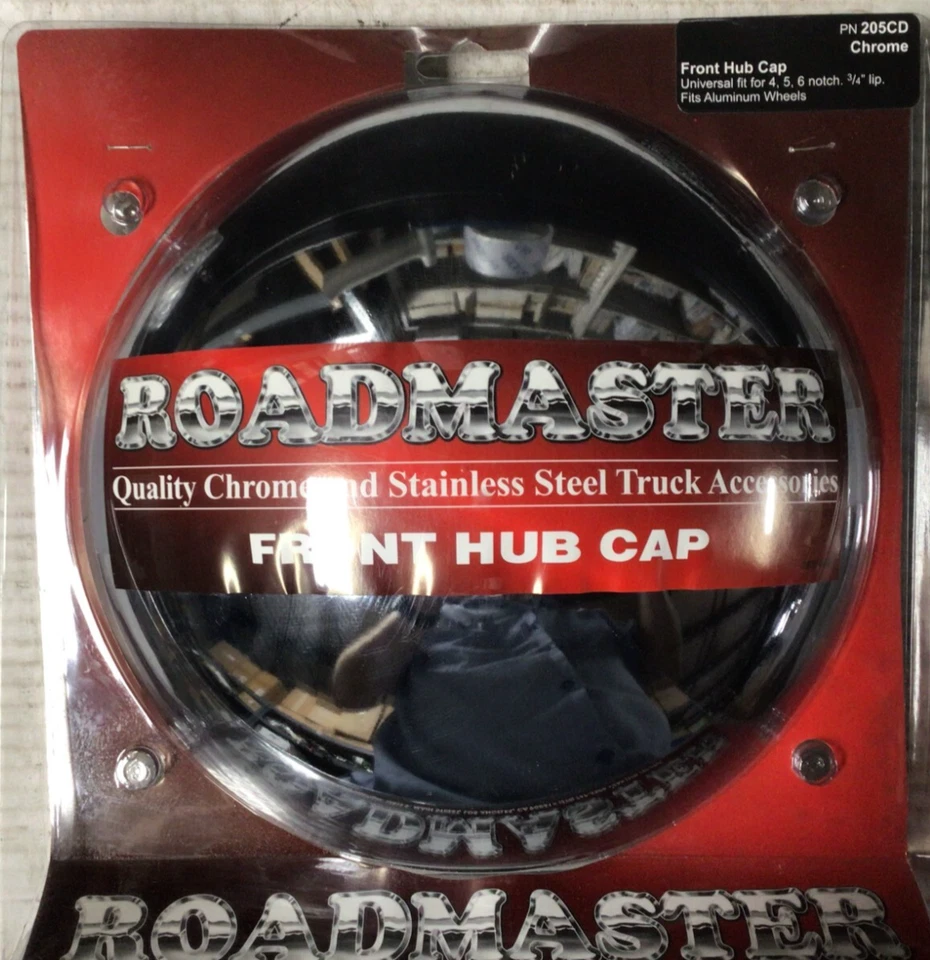 PN 205CD
Chrome
Front Hub Cap
Universal fit for 4, 5, 6 notch. 3/4" lip.
Fits Aluminum Wheels
ROADMASTER
Quality Chrome and Stainless Steel Truck Accessories
FRONT HUB CAP
ROADMASTER